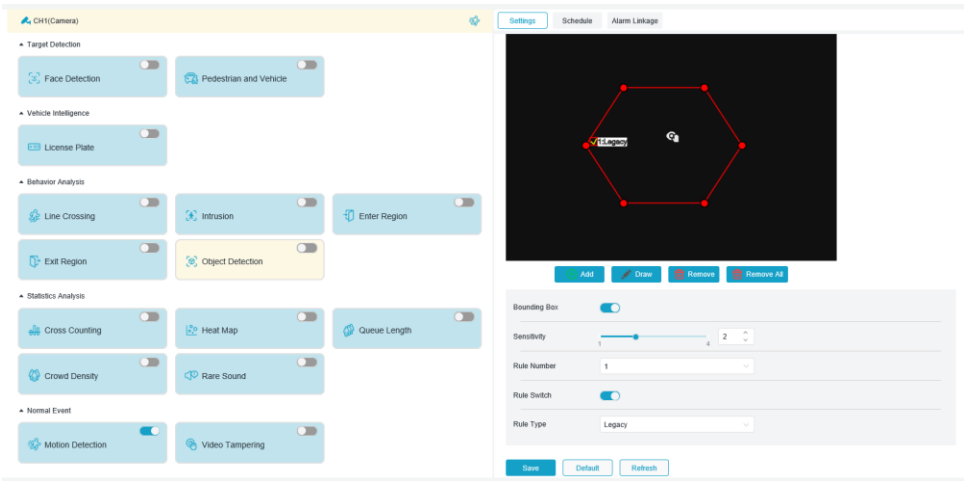 CH1(Camera)
Target Detection
Face Detection
Pedestrian and Vehicle
Vehicle Intelligence
License Plate
Behavior Analysis
Line Crossing
Intrusion
Enter Region
Exit Region
Object Detection
Statistics Analysis
Cross Counting
Heat Map
Queue Length
Crowd Density
Rare Sound
Normal Event
Motion Detection
Video Tampering
Settings Schedule Alarm Linkage
1:Legacy
Add Draw Remove Remove All
Bounding Box
Sensitivity 1 4 2
Rule Number 1
Rule Switch
Rule Type Legacy
Save Default Refresh